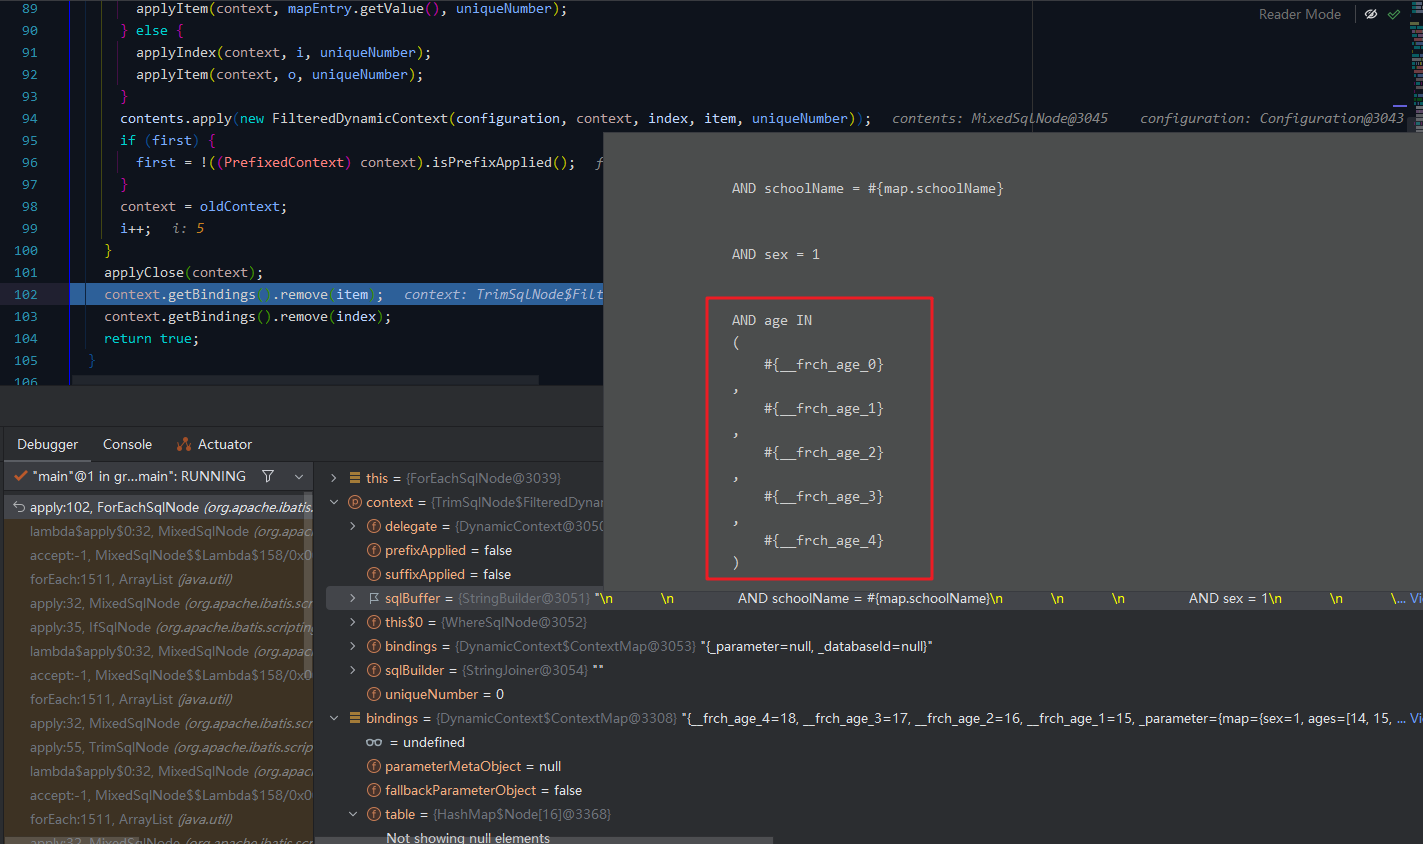 89 applyItem(context, mapEntry.getValue(), uniqueNumber);
Reader Mode
90 } else {
91 applyIndex(context, i, uniqueNumber);
92 applyItem(context, o, uniqueNumber);
93 }
94 contents.apply(new FilteredDynamicContext(configuration, context, index, item, uniqueNumber)); contents: MixedSqlNode@3045 configuration: Configuration@3043
95 if (first) {
96 first = !((PrefixedContext) context).isPrefixApplied(); f
97 }
98 context = oldContext;
99 i++; i: 5
100 }
101 applyClose(context);
102 context.getBindings().remove(item); context: TrimSqlNode$Filt
103 context.getBindings().remove(index);
104 return true;
105 }
106
AND schoolName = #{map.schoolName}
AND sex = 1
AND age IN
(
#{__frch_age_0}
,
#{__frch_age_1}
,
#{__frch_age_2}
,
#{__frch_age_3}
,
#{__frch_age_4}
)
Debugger Console Actuator
"main"@1 in gr...main": RUNNING
apply:102, ForEachSqlNode (org.apache.ibatis.
lambda$apply$0:32, MixedSqlNode (org.apac
accept:-1, MixedSqlNode$$Lambda$158/0x0
forEach:1511, ArrayList (java.util)
apply:32, MixedSqlNode (org.apache.ibatis.scr
apply:35, IfSqlNode (org.apache.ibatis.scripting
lambda$apply$0:32, MixedSqlNode (org.apac
accept:-1, MixedSqlNode$$Lambda$158/0x0
forEach:1511, ArrayList (java.util)
apply:32, MixedSqlNode (org.apache.ibatis.scr
apply:55, TrimSqlNode (org.apache.ibatis.scrip
lambda$apply$0:32, MixedSqlNode (org.apac
accept:-1, MixedSqlNode$$Lambda$158/0x0
forEach:1511, ArrayList (java.util)
apply:32, MixedSqlNode (org.apache.ibatis.scr
this = {ForEachSqlNode@3039}
context = {TrimSqlNode$FilteredDyna
delegate = {DynamicContext@3050
prefixApplied = false
suffixApplied = false
sqlBuffer = {StringBuilder@3051} "\n \n AND schoolName = #{map.schoolName}\n \n \n AND sex = 1\n \n \... Vi
this$0 = {WhereSqlNode@3052}
bindings = {DynamicContext$ContextMap@3053} "{_parameter=null, _databaseId=null}"
sqlBuilder = {StringJoiner@3054} ""
uniqueNumber = 0
bindings = {DynamicContext$ContextMap@3308} "{__frch_age_4=18, __frch_age_3=17, __frch_age_2=16, __frch_age_1=15, _parameter={map={sex=1, ages=[14, 15, ... Vi
= undefined
parameterMetaObject = null
fallbackParameterObject = false
table = {HashMap$Node[16]@3368}
Not showing null elements